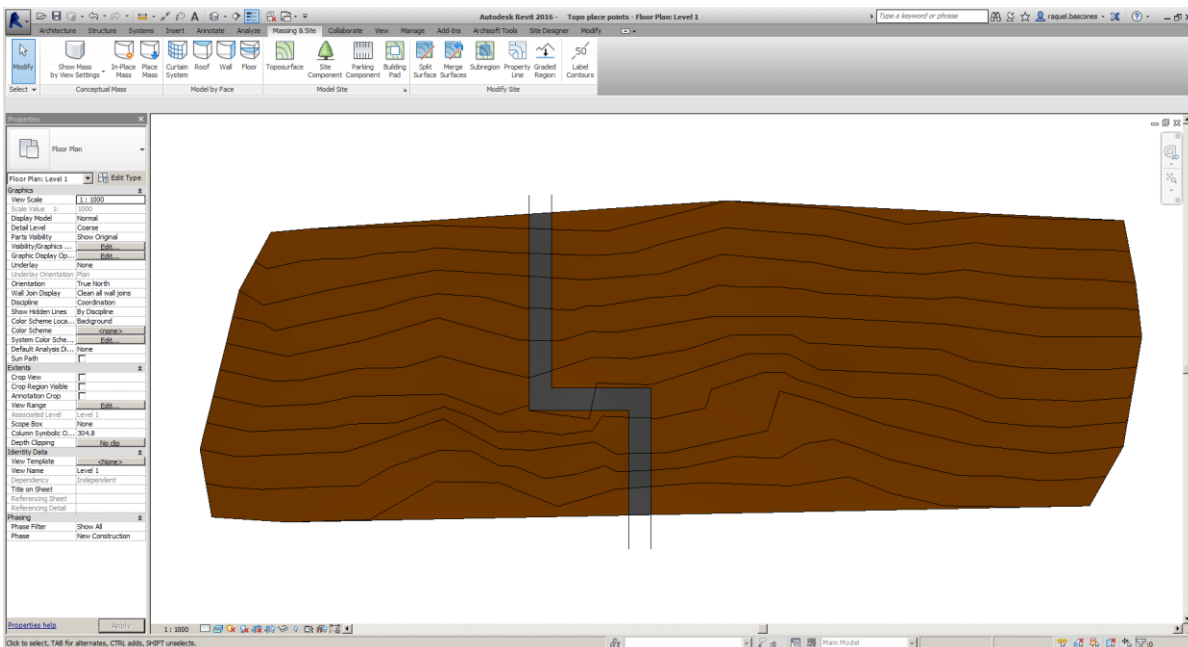 Autodesk Revit 2016 - Topo place points - Floor Plan: Level 1
Type a keyword or phrase
raquel.bascones
Architecture Structure Systems Insert Annotate Analyze Massing & Site Collaborate View Manage Add-Ins Archisoft Tools Site Designer Modify
Modify
Show Mass by View Settings
In-Place Mass
Place Mass
Curtain System
Roof
Wall
Floor
Toposurface
Site Component
Parking Component
Building Pad
Split Surface
Merge Surfaces
Subregion
Property Line
Graded Region
50
Label Contours
Select
Conceptual Mass
Model by Face
Model Site
Modify Site
Properties
Floor Plan
Floor Plan: Level 1
Edit Type
Graphics
View Scale 1 : 1000
Scale Value 1: 1000
Display Model Normal
Detail Level Coarse
Parts Visibility Show Original
Visibility/Graphics ... Edit...
Graphic Display Op... Edit...
Underlay None
Underlay Orientation Plan
Orientation True North
Wall Join Display Clean all wall joins
Discipline Coordination
Show Hidden Lines By Discipline
Color Scheme Loca... Background
Color Scheme <none>
System Color Sche... Edit...
Default Analysis Di... None
Sun Path
Extents
Crop View
Crop Region Visible
Annotation Crop
View Range Edit...
Associated Level Level 1
Scope Box None
Column Symbolic O... 304.8
Depth Clipping No clip
Identity Data
View Template <None>
View Name Level 1
Dependency Independent
Title on Sheet
Referencing Sheet
Referencing Detail
Phasing
Phase Filter Show All
Phase New Construction
Properties help
Apply
1 : 1000
Click to select, TAB for alternates, CTRL adds, SHIFT unselects.
:0
Main Model
:0